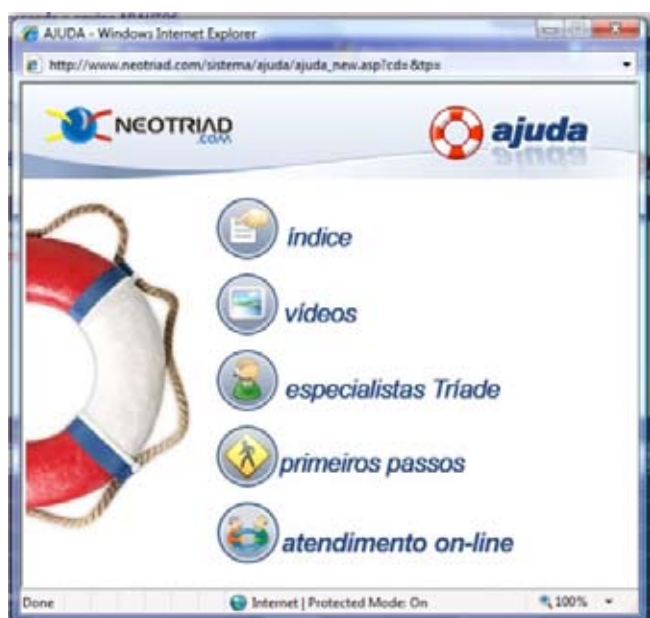 AJUDA - Windows Internet Explorer
http://www.neotriad.com/sistema/ajuda/ajuda_new.asp?cd=&tp=
NEOTRIAD
.COM
ajuda
índice
vídeos
especialistas Tríade
primeiros passos
atendimento on-line
Done Internet | Protected Mode: On 100%